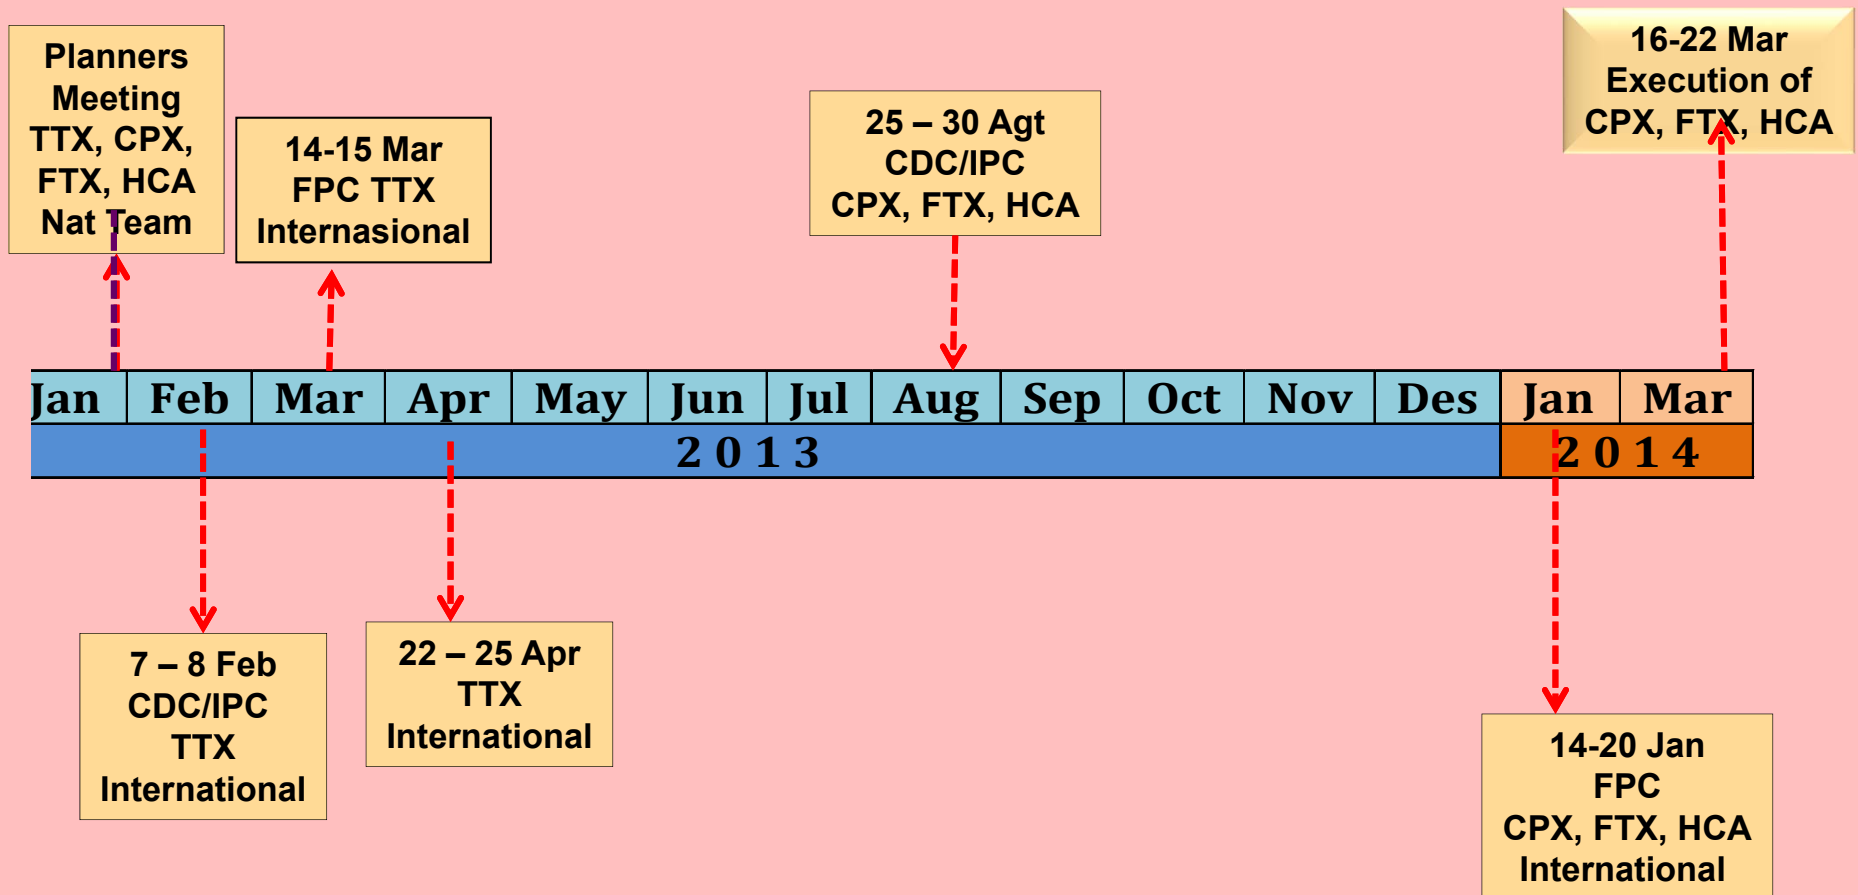 Planners
Meeting
TTX, CPX,
FTX, HCA
Nat Team
14-15 Mar
FPC TTX
Internasional
25 – 30 Agt
CDC/IPC
CPX, FTX, HCA
16-22 Mar
Execution of
CPX, FTX, HCA
Jan Feb Mar Apr May Jun Jul Aug Sep Oct Nov Des Jan Mar
2 0 1 3 2 0 1 4
7 – 8 Feb
CDC/IPC
TTX
International
22 – 25 Apr
TTX
International
14-20 Jan
FPC
CPX, FTX, HCA
International